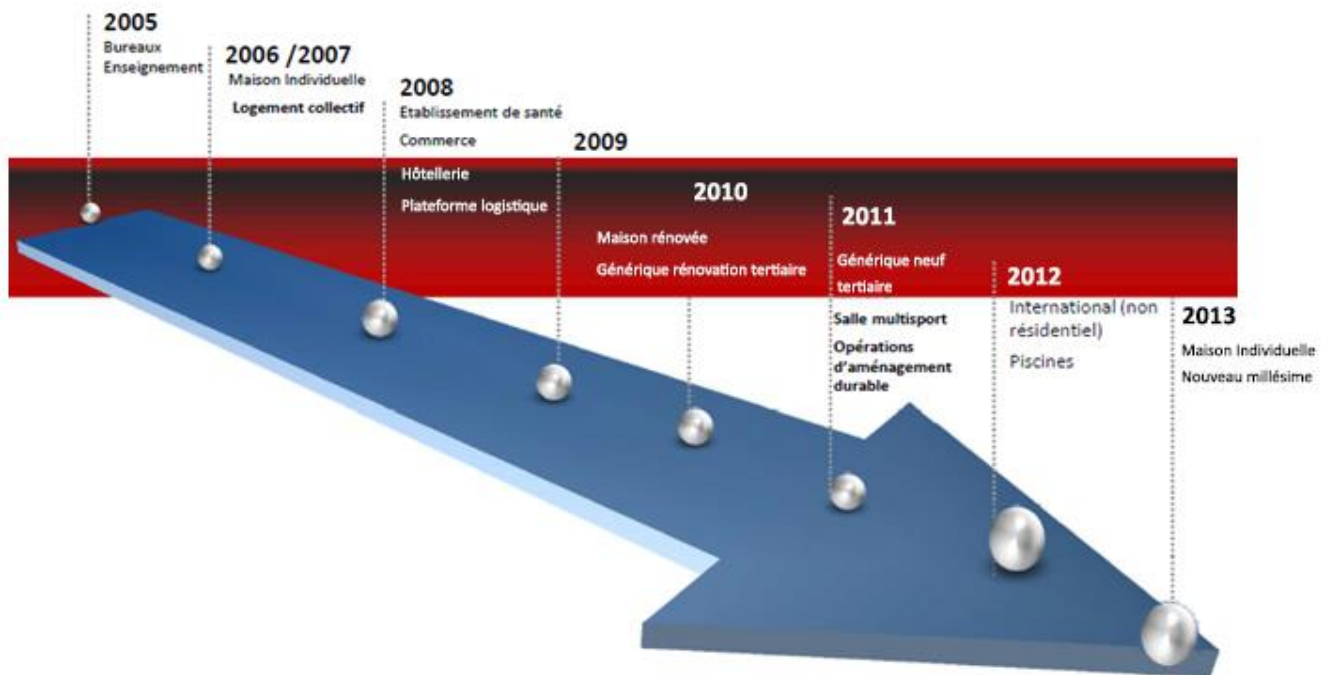 2005
Bureaux
Enseignement
2006 /2007
Maison Individuelle
Logement collectif
2008
Etablissement de santé
Commerce
Hôtellerie
Plateforme logistique
2009
2010
Maison rénovée
Générique rénovation tertiaire
2011
Générique neuf
tertiaire
Salle multisport
Opérations
d'aménagement
durable
2012
International (non
résidentiel)
Piscines
2013
Maison Individuelle
Nouveau millésime